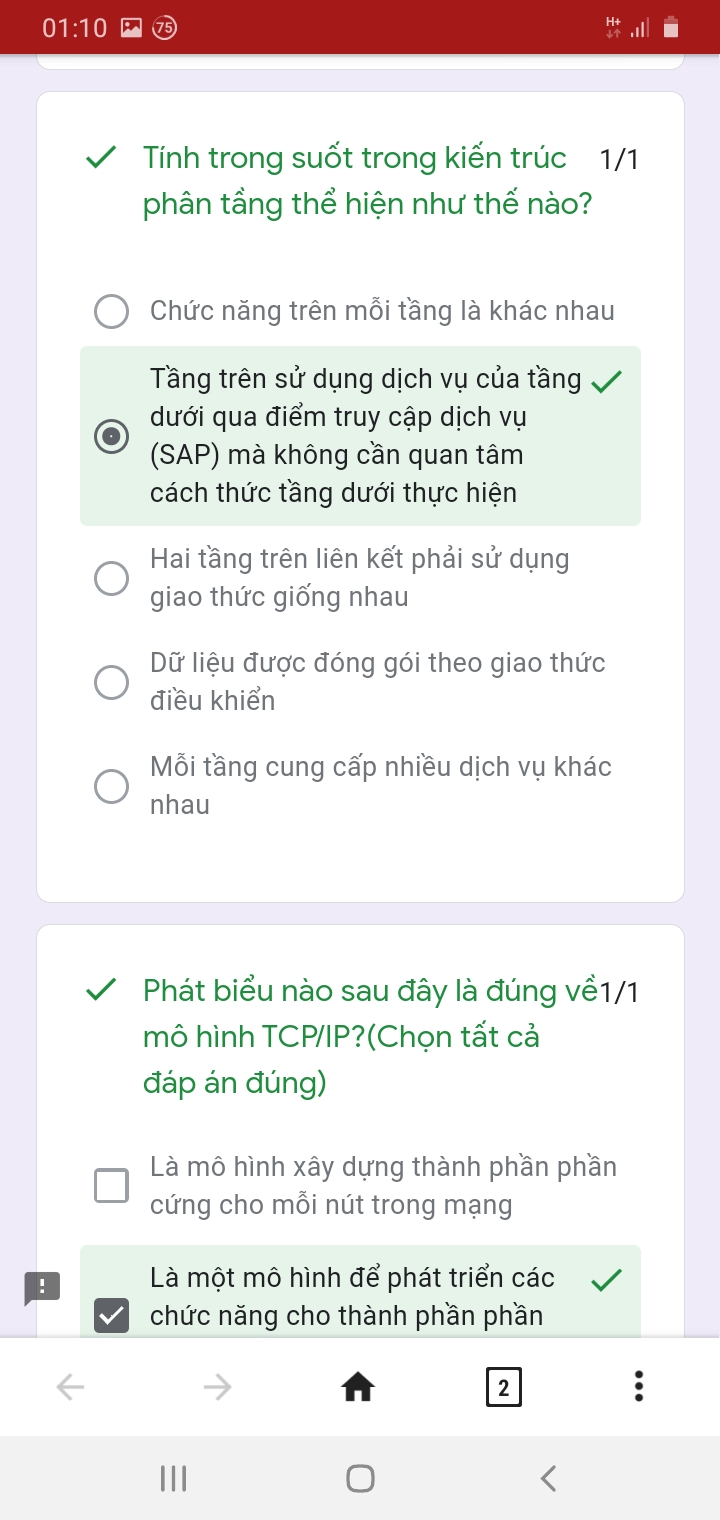 01:10
75
H+
Tính trong suốt trong kiến trúc 1/1
phân tầng thể hiện như thế nào?
Chức năng trên mỗi tầng là khác nhau
Tầng trên sử dụng dịch vụ của tầng
dưới qua điểm truy cập dịch vụ
(SAP) mà không cần quan tâm
cách thức tầng dưới thực hiện
Hai tầng trên liên kết phải sử dụng
giao thức giống nhau
Dữ liệu được đóng gói theo giao thức
điều khiển
Mỗi tầng cung cấp nhiều dịch vụ khác
nhau
Phát biểu nào sau đây là đúng về 1/1
mô hình TCP/IP?(Chọn tất cả
đáp án đúng)
Là mô hình xây dựng thành phần phần
cứng cho mỗi nút trong mạng
Là một mô hình để phát triển các
chức năng cho thành phần phần
2